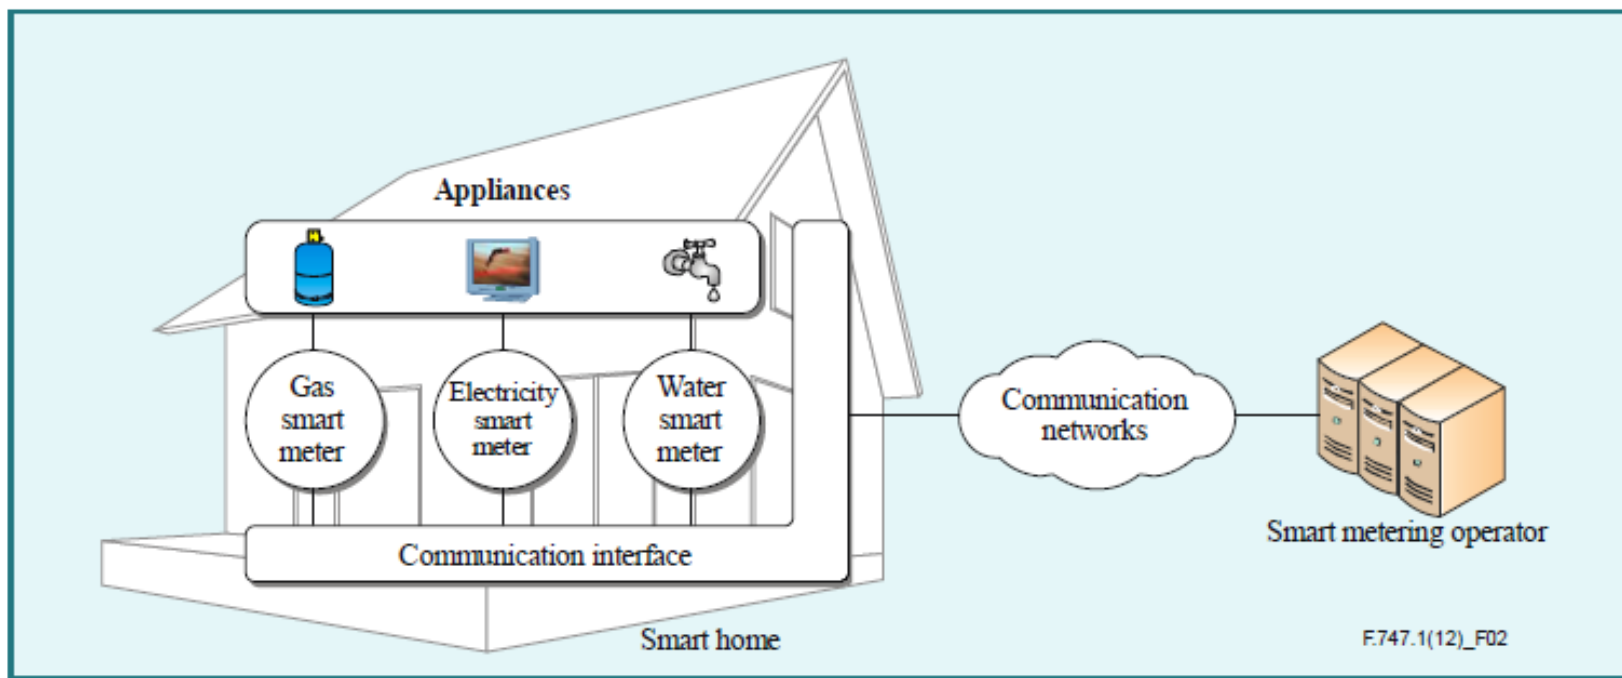 Appliances
Gas
smart
meter
Electricity
smart
meter
Water
smart
meter
Communication interface
Smart home
Communication
networks
Smart metering operator
F.747.1(12)_F02